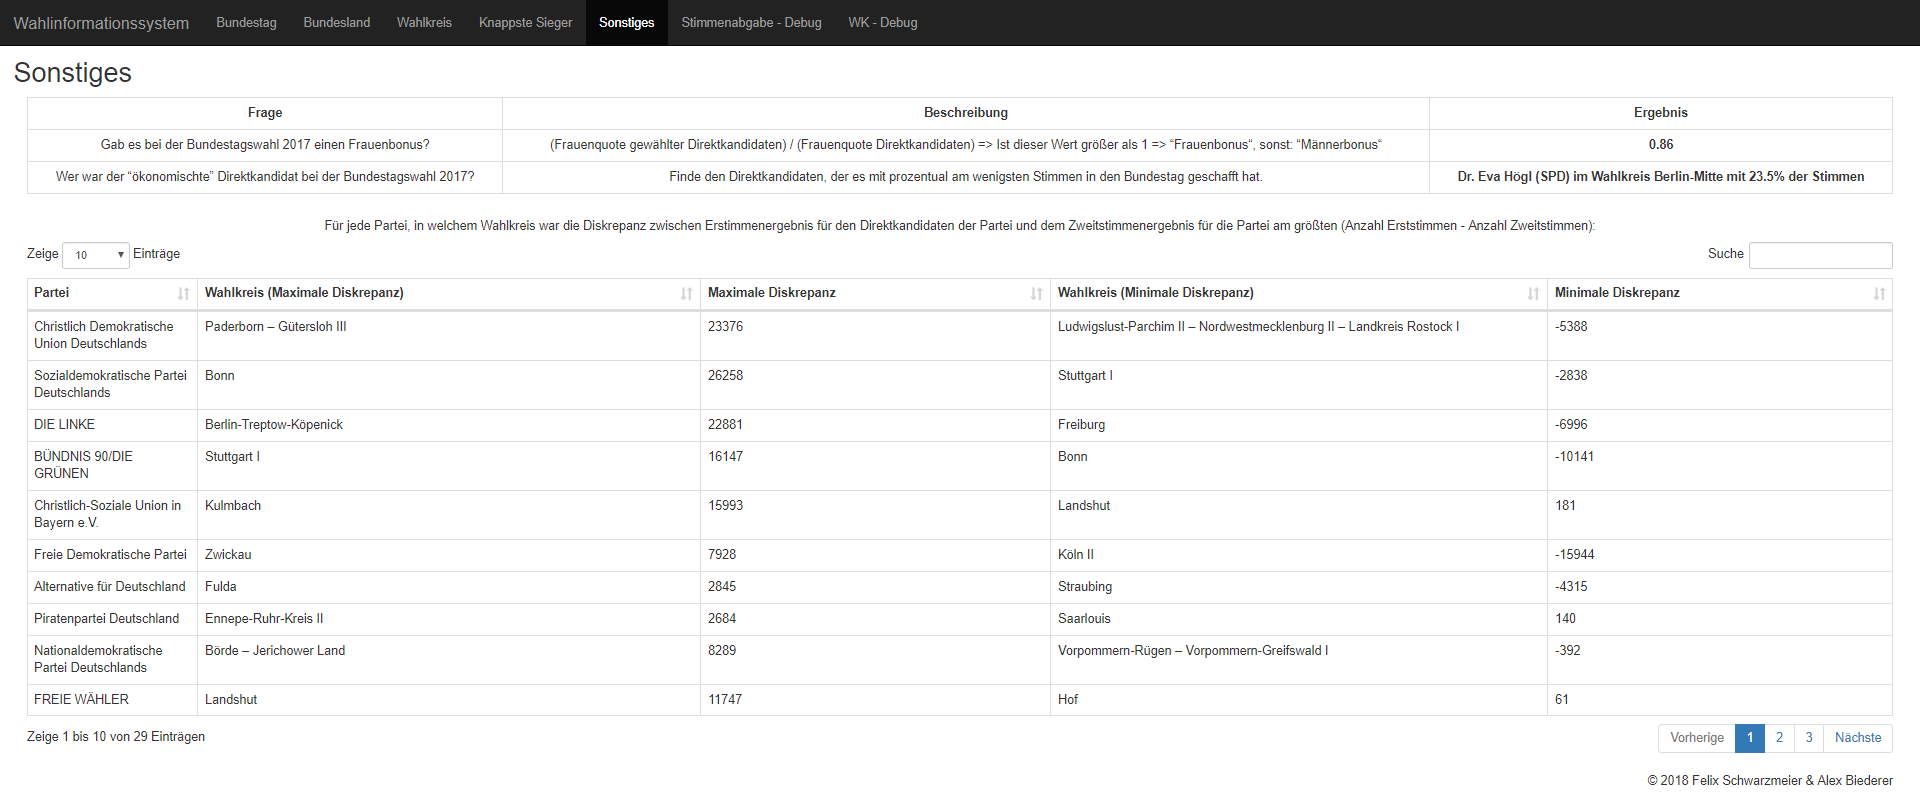 Wahlinformationssystem Bundestag Bundesland Wahlkreis Knappste Sieger Sonstiges Stimmenabgabe - Debug WK - Debug
Sonstiges
Frage Beschreibung Ergebnis
Gab es bei der Bundestagswahl 2017 einen Frauenbonus? (Frauenquote gewählter Direktkandidaten) / (Frauenquote Direktkandidaten) => Ist dieser Wert größer als 1 => “Frauenbonus“, sonst: “Männerbonus“ 0.86
Wer war der “ökonomischte” Direktkandidat bei der Bundestagswahl 2017? Finde den Direktkandidaten, der es mit prozentual am wenigsten Stimmen in den Bundestag geschafft hat. Dr. Eva Högl (SPD) im Wahlkreis Berlin-Mitte mit 23.5% der Stimmen
Für jede Partei, in welchem Wahlkreis war die Diskrepanz zwischen Erstimmenergebnis für den Direktkandidaten der Partei und dem Zweitstimmenergebnis für die Partei am größten (Anzahl Erststimmen - Anzahl Zweitstimmen):
Zeige 10 Einträge Suche
Partei Wahlkreis (Maximale Diskrepanz) Maximale Diskrepanz Wahlkreis (Minimale Diskrepanz) Minimale Diskrepanz
Christlich Demokratische Paderborn – Gütersloh III 23376 Ludwigslust-Parchim II – Nordwestmecklenburg II – Landkreis Rostock I -5388
Union Deutschlands
Sozialdemokratische Partei Bonn 26258 Stuttgart I -2838
Deutschlands
DIE LINKE Berlin-Treptow-Köpenick 22881 Freiburg -6996
BÜNDNIS 90/DIE Stuttgart I 16147 Bonn -10141
GRÜNEN
Christlich-Soziale Union in Kulmbach 15993 Landshut 181
Bayern e.V.
Freie Demokratische Partei Zwickau 7928 Köln II -15944
Alternative für Deutschland Fulda 2845 Straubing -4315
Piratenpartei Deutschland Ennepe-Ruhr-Kreis II 2684 Saarlouis 140
Nationaldemokratische Börde – Jerichower Land 8289 Vorpommern-Rügen – Vorpommern-Greifswald I -392
Partei Deutschlands
FREIE WÄHLER Landshut 11747 Hof 61
Zeige 1 bis 10 von 29 Einträgen Vorherige 1 2 3 Nächste
© 2018 Felix Schwarzmeier & Alex Biederer